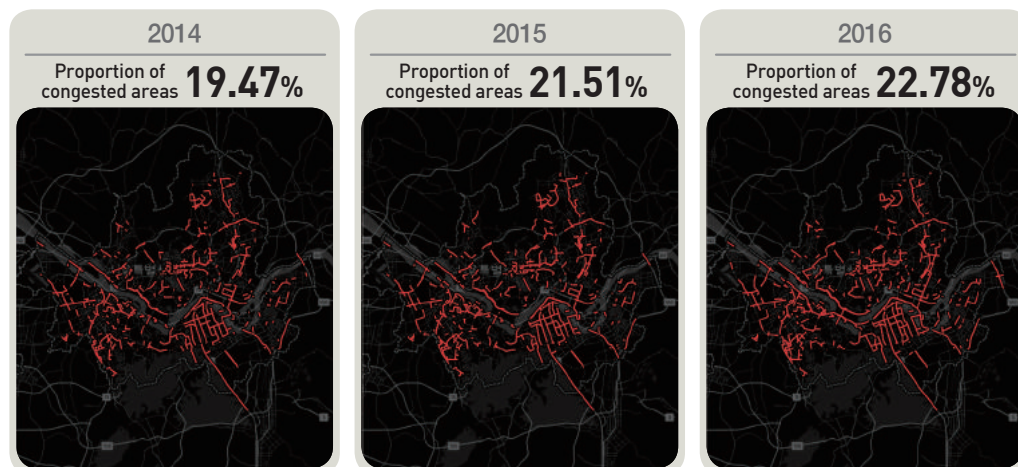 2014
Proportion of
congested areas 19.47%
2015
Proportion of
congested areas 21.51%
2016
Proportion of
congested areas 22.78%